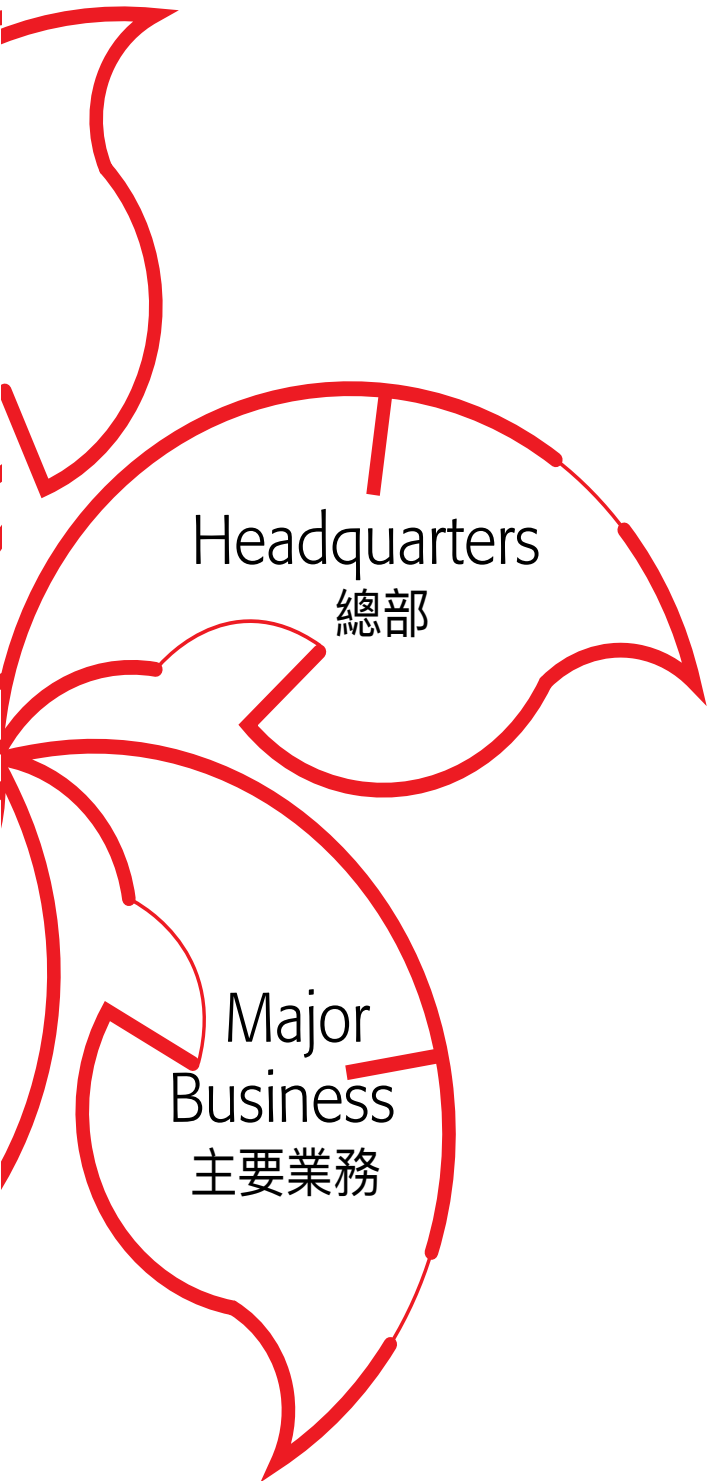 Headquarters
總部
Major
Business
主要業務